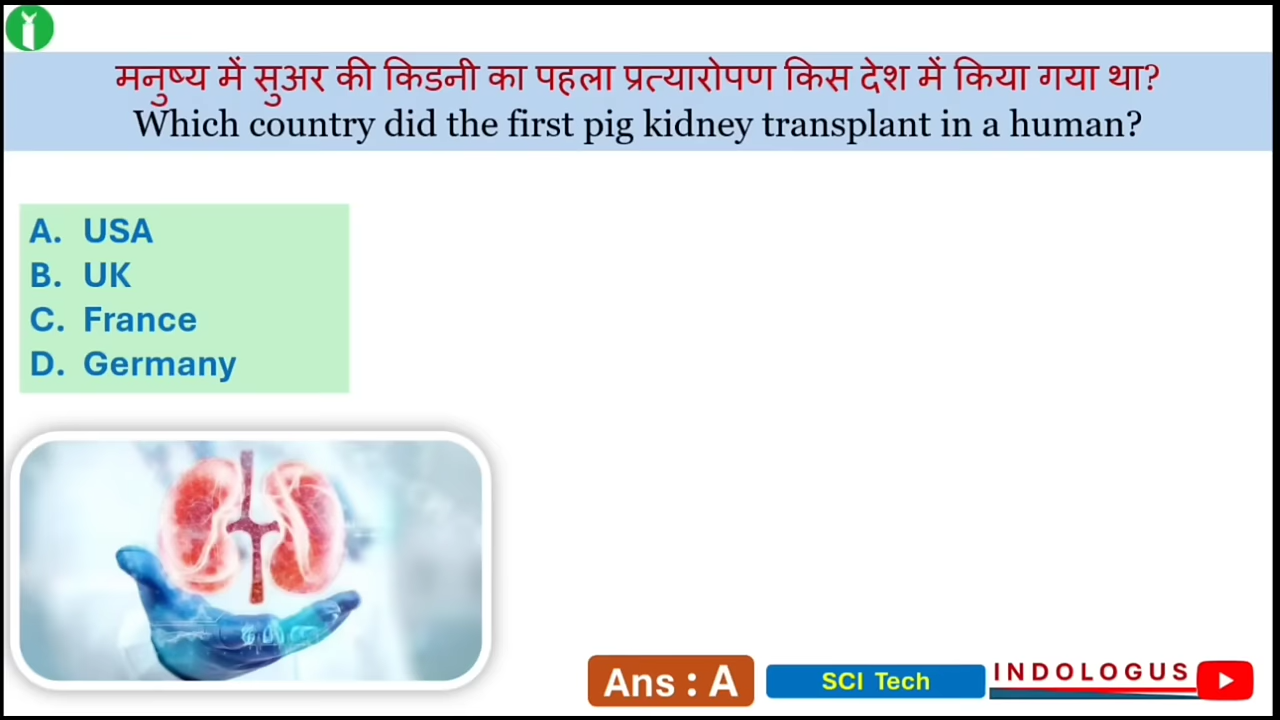 मनुष्य में सुअर की किडनी का पहला प्रत्यारोपण किस देश में किया गया था?
Which country did the first pig kidney transplant in a human?
A. USA
B. UK
C. France
D. Germany
Ans : A
SCI Tech
INDOLOGUS